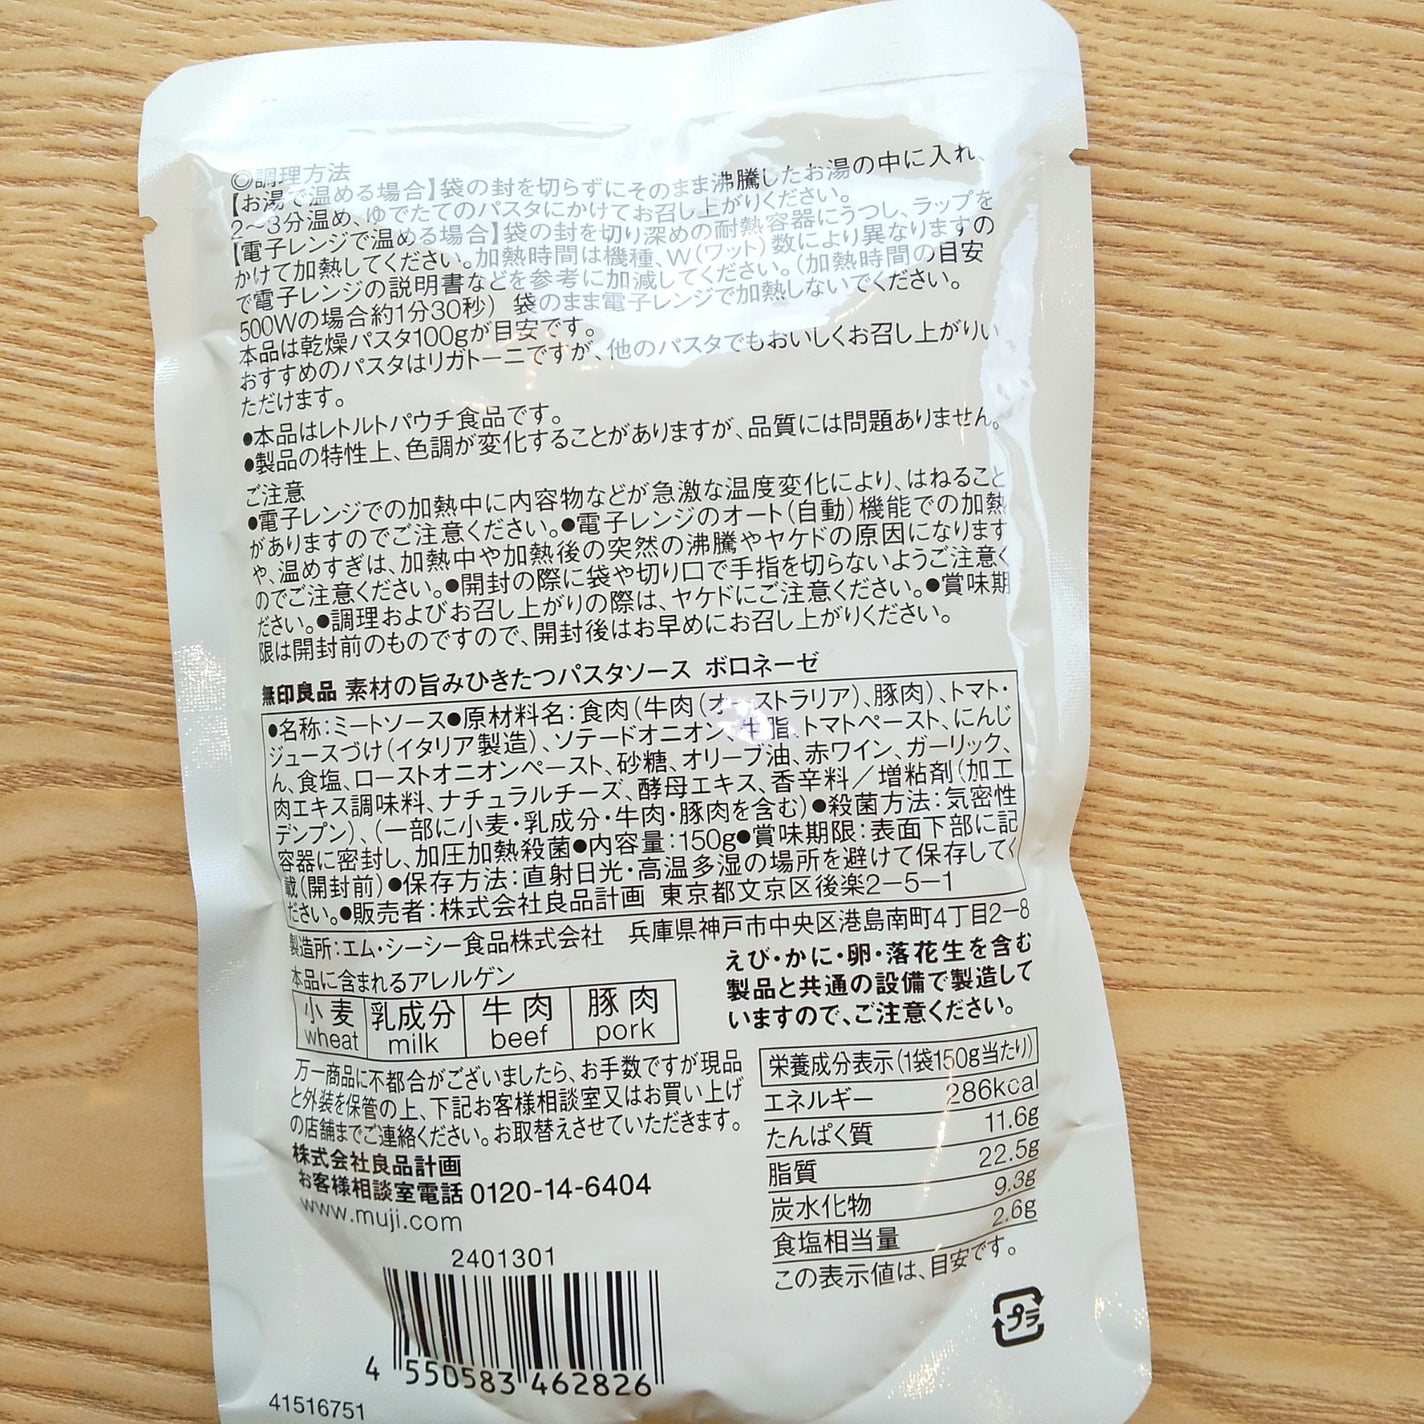 ◎調理方法
【お湯で温める場合】袋の封を切らずにそのまま沸騰したお湯の中に入れ、
2～3分温め、ゆでたてのパスタにかけてお召し上がりください。
【電子レンジで温める場合】袋の封を切り深めの耐熱容器にうつし、ラップを
かけて加熱してください。加熱時間は機種、W(ワット)数により異なりますの
で電子レンジの説明書などを参考に加減してください。(加熱時間の目安
500Wの場合約1分30秒) 袋のまま電子レンジで加熱しないでください。
本品は乾燥パスタ100gが目安です。
おすすめのパスタはリガトーニですが、他のパスタでもおいしくお召し上がりい
ただけます。
●本品はレトルトパウチ食品です。
●製品の特性上、色調が変化することがありますが、品質には問題ありません。
ご注意
●電子レンジでの加熱中に内容物などが急激な温度変化により、はねること
がありますのでご注意ください。●電子レンジのオート(自動)機能での加熱
や、温めすぎは、加熱中や加熱後の突然の沸騰やヤケドの原因になります
のでご注意ください。●開封の際に袋や切り口で手指を切らないようご注意く
ださい。●調理およびお召し上がりの際は、ヤケドにご注意ください。●賞味期
限は開封前のものですので、開封後はお早めにお召し上がりください。
無印良品 素材の旨みひきたつパスタソース ボロネーゼ
●名称:ミートソース●原材料名:食肉(牛肉(オーストラリア)、豚肉)、トマト・
ジュースづけ(イタリア製造)、ソテードオニオン、牛脂、トマトペースト、にんじ
ん、食塩、ローストオニオンペースト、砂糖、オリーブ油、赤ワイン、ガーリック、
肉エキス調味料、ナチュラルチーズ、酵母エキス、香辛料／増粘剤(加工
デンプン)、(一部に小麦・乳成分・牛肉・豚肉を含む)●殺菌方法:気密性
容器に密封し、加圧加熱殺菌●内容量:150g●賞味期限:表面下部に記
載(開封前)●保存方法:直射日光・高温多湿の場所を避けて保存してく
ださい。●販売者:株式会社良品計画 東京都文京区後楽2-5-1
製造所:エム・シーシー食品株式会社 兵庫県神戸市中央区港島南町4丁目2-8
本品に含まれるアレルゲン
小麦 乳成分 牛肉 豚肉
wheat milk beef pork
えび・かに・卵・落花生を含む
製品と共通の設備で製造して
いますので、ご注意ください。
万一商品に不都合がございましたら、お手数ですが現品
と外装を保管の上、下記お客様相談室又はお買い上げ
の店舗までご連絡ください。お取替えさせていただきます。
株式会社良品計画
お客様相談室電話 0120-14-6404
www.muji.com
栄養成分表示(1袋150g当たり)
エネルギー 286kcal
たんぱく質 11.6g
脂質 22.5g
炭水化物 9.3g
食塩相当量 2.6g
この表示値は、目安です。
2401301
4 550583 462826
プラ
41516751